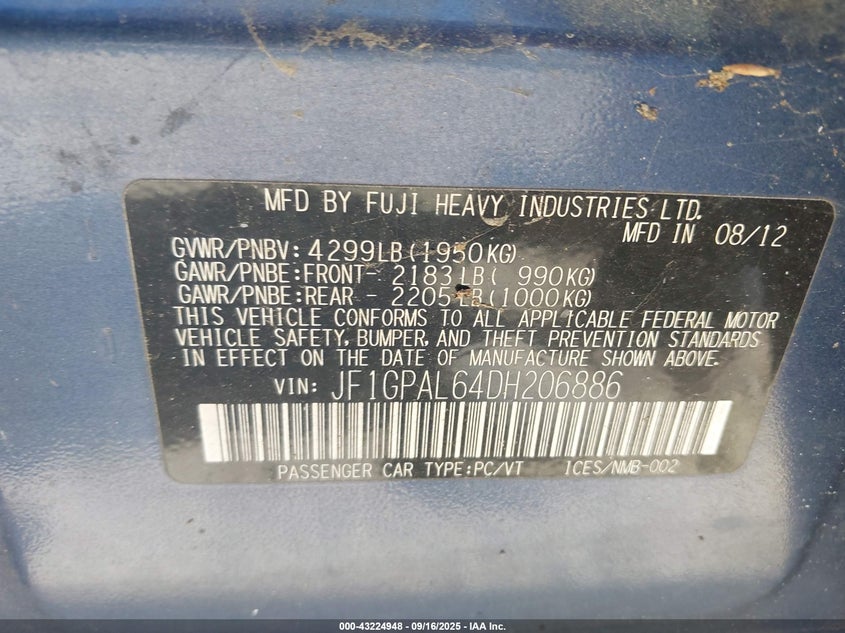 MFD BY FUJI HEAVY INDUSTRIES LTD.
MFD IN 08/12
GVWR/PNBV: 4299LB(1950KG)
GAWR/PNBE:FRONT- 2183LB( 990KG)
GAWR/PNBE:REAR - 2205LB(1000KG)
THIS VEHICLE CONFORMS TO ALL APPLICABLE FEDERAL MOTOR
VEHICLE SAFETY, BUMPER, AND THEFT PREVENTION STANDARDS
IN EFFECT ON THE DATE OF MANUFACTURE SHOWN ABOVE.
VIN: JF1GPAL64DH206886
PASSENGER CAR TYPE:PC/VT ICES/NMB-002
000-43224948 - 09/16/2025 - IAA Inc.